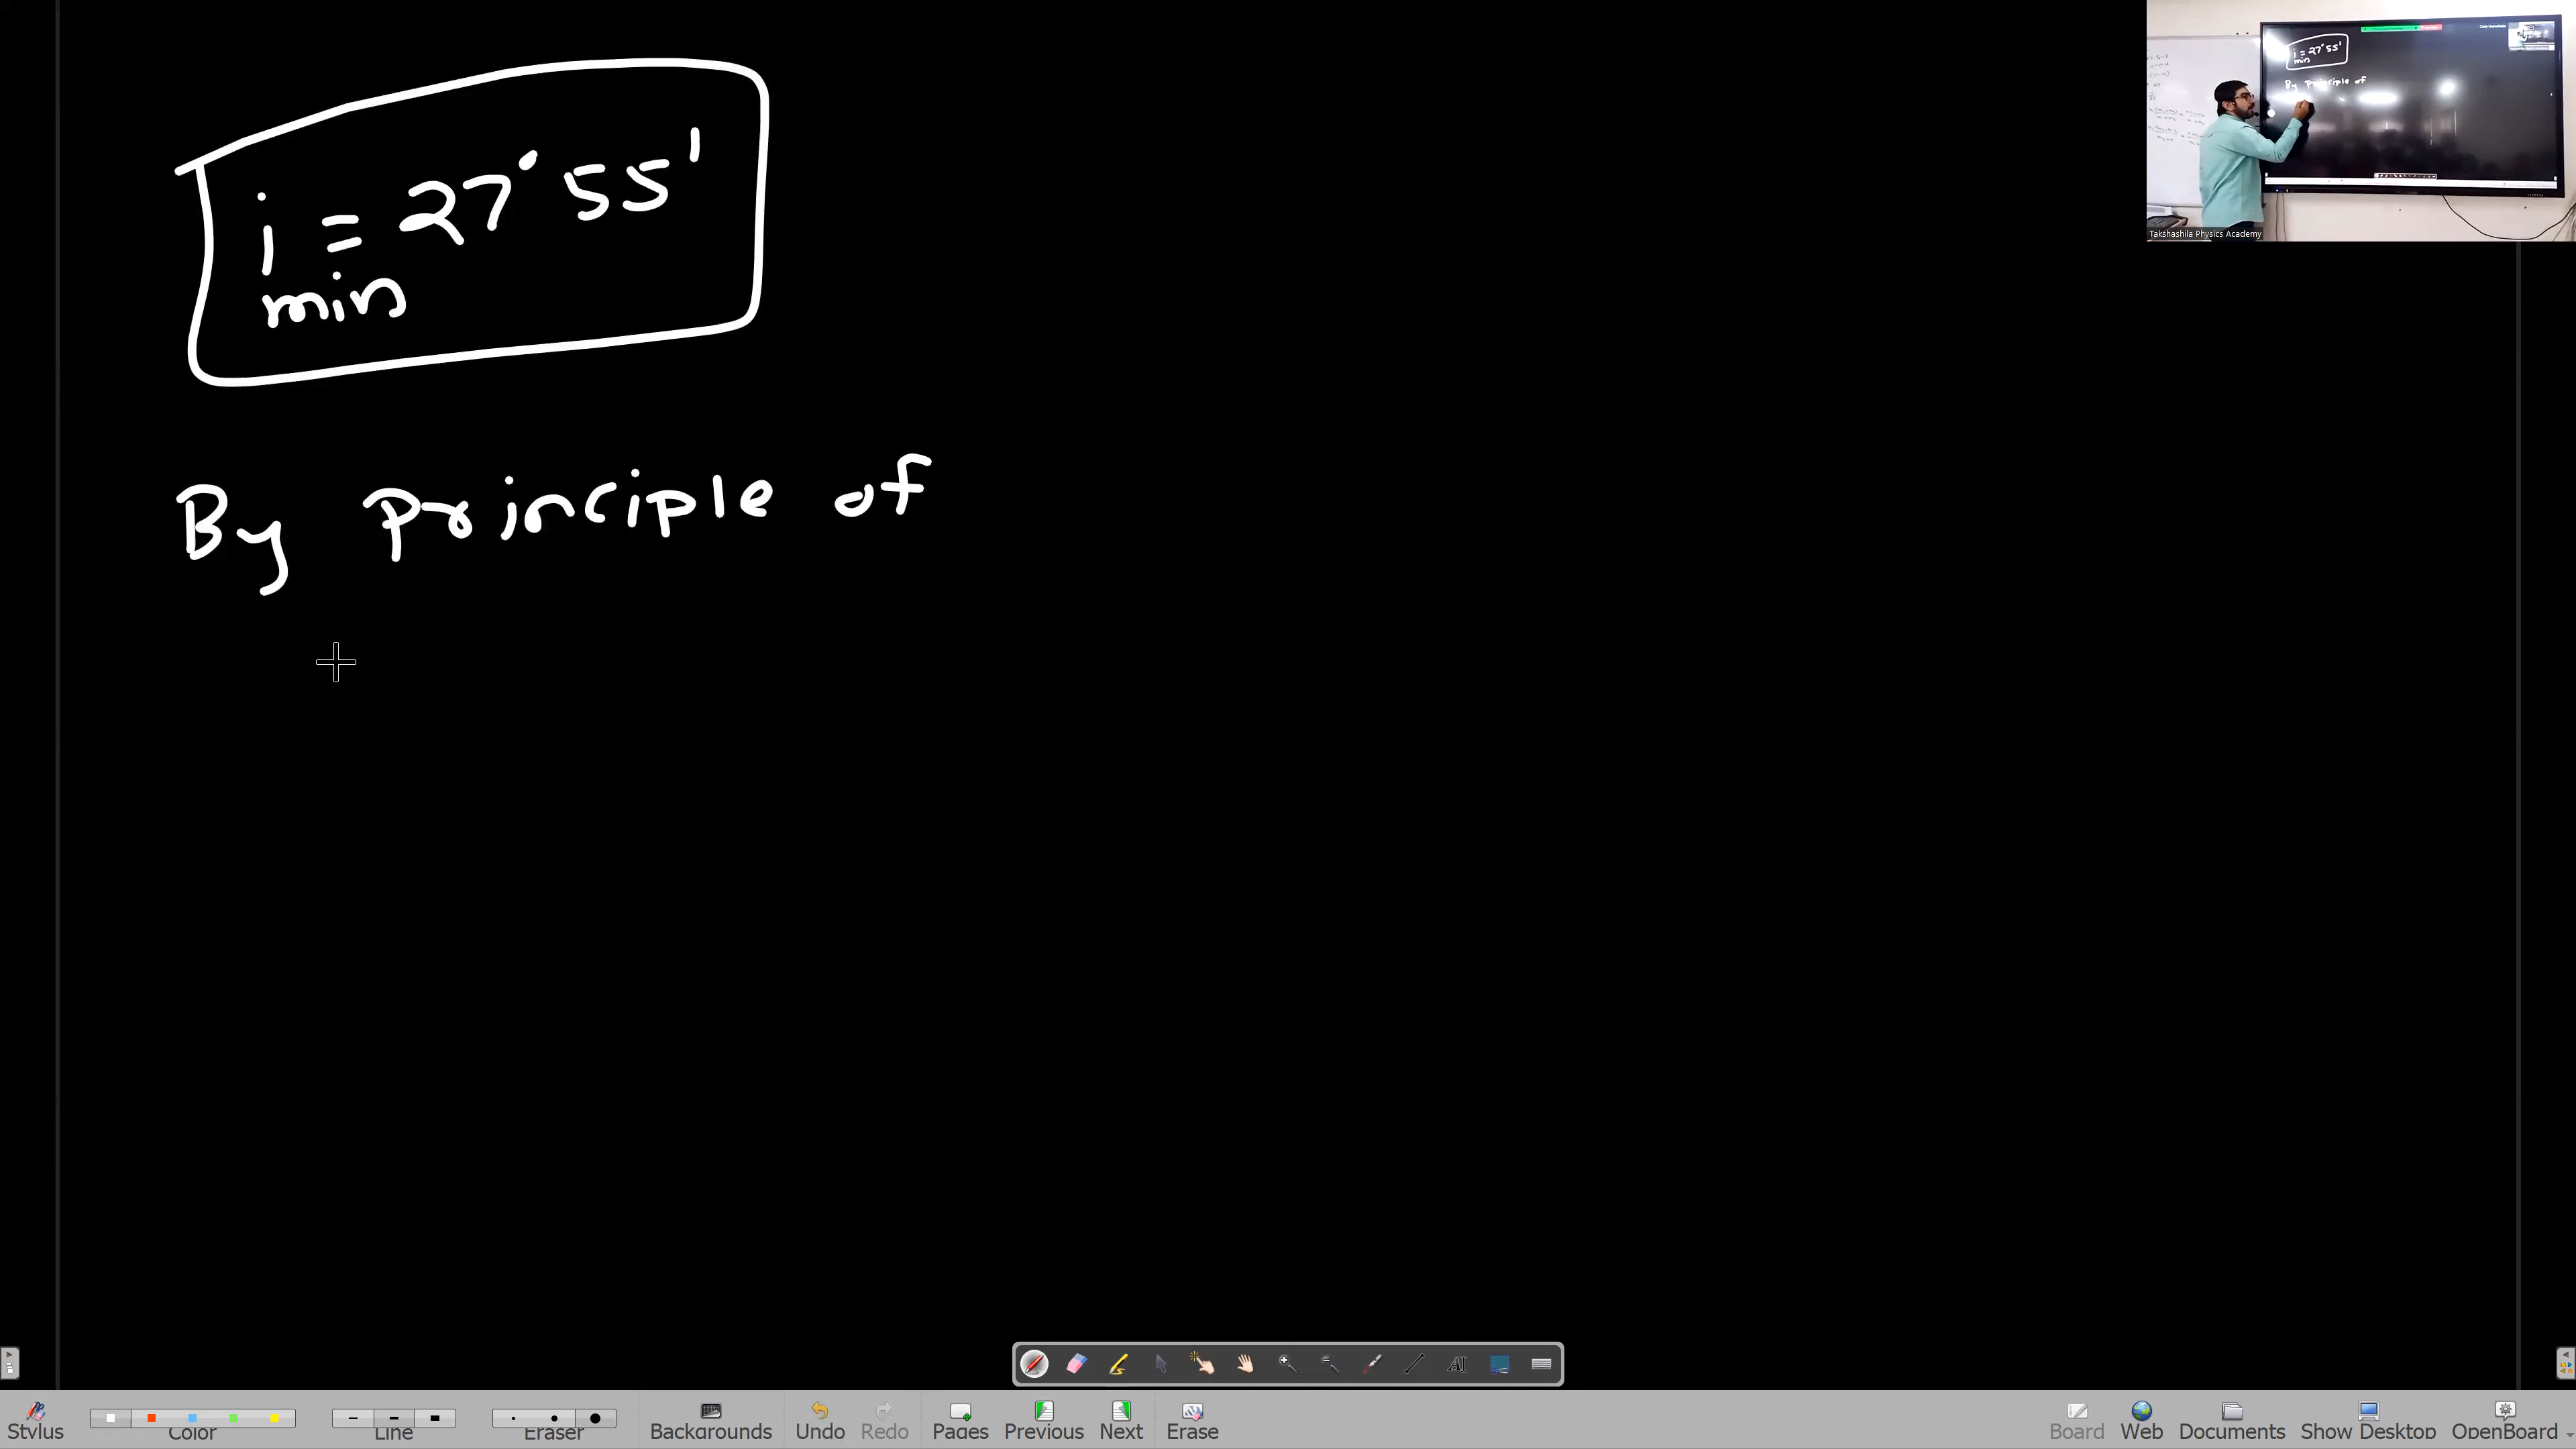 i = 27° 55'
min
By principle of
Takshashila Physics Academy
Stylus
Color
Line
Eraser
Backgrounds
Undo
Redo
Pages
Previous
Next
Erase
Board
Web
Documents
Show Desktop
OpenBoard